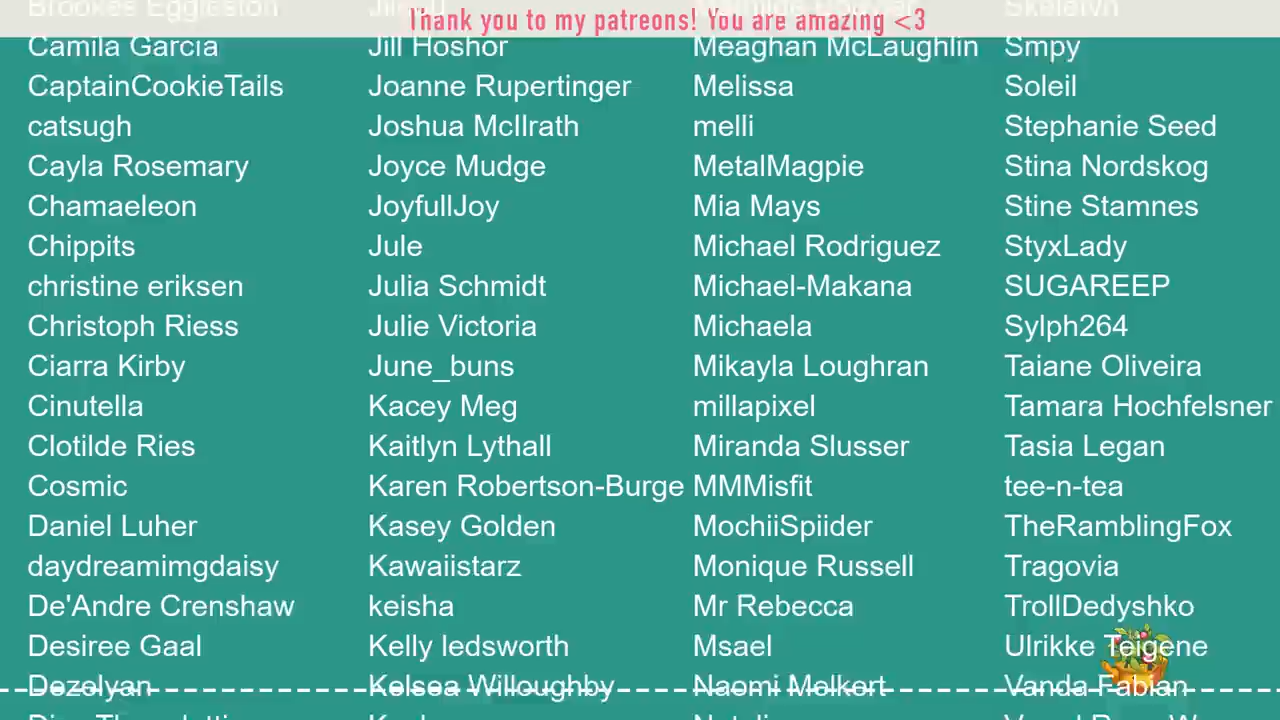 Thank you to my patreons! You are amazing <3
Brookes Eggleston
Camila Garcia
CaptainCookieTails
catsugh
Cayla Rosemary
Chamaeleon
Chippits
christine eriksen
Christoph Riess
Ciarra Kirby
Cinutella
Clotilde Ries
Cosmic
Daniel Luher
daydreamimgdaisy
De'Andre Crenshaw
Desiree Gaal
Dezelyan
Jill Hoshor
Joanne Rupertinger
Joshua McIlrath
Joyce Mudge
JoyfullJoy
Jule
Julia Schmidt
Julie Victoria
June_buns
Kacey Meg
Kaitlyn Lythall
Karen Robertson-Burge
Kasey Golden
Kawaiistarz
keisha
Kelly ledsworth
Kelsea Willoughby
Meaghan McLaughlin
Melissa
melli
MetalMagpie
Mia Mays
Michael Rodriguez
Michael-Makana
Michaela
Mikayla Loughran
millapixel
Miranda Slusser
MMMisfit
MochiiSpiider
Monique Russell
Mr Rebecca
Msael
Naomi Melkert
Skeletvn
Smpy
Soleil
Stephanie Seed
Stina Nordskog
Stine Stamnes
StyxLady
SUGAREEP
Sylph264
Taiane Oliveira
Tamara Hochfelsner
Tasia Legan
tee-n-tea
TheRamblingFox
Tragovia
TrollDedyshko
Ulrikke Teigene
Vanda Fabian